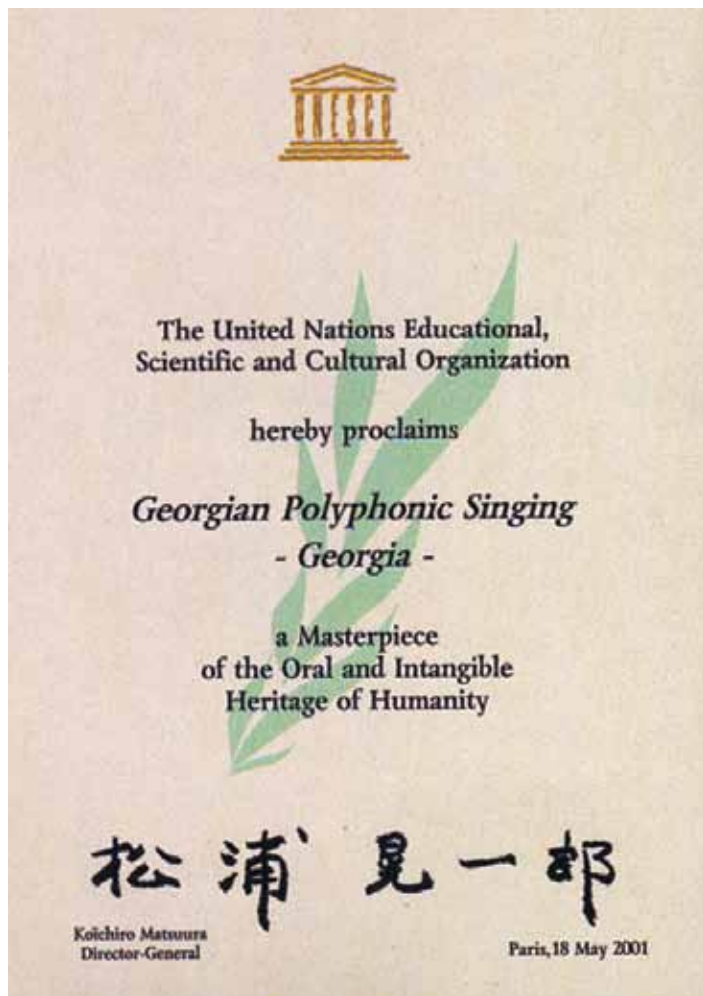 UNESCO
The United Nations Educational,
Scientific and Cultural Organization
hereby proclaims
Georgian Polyphonic Singing
- Georgia -
a Masterpiece
of the Oral and Intangible
Heritage of Humanity
松浦晃一郎
Koïchiro Matsuura
Director-General
Paris, 18 May 2001